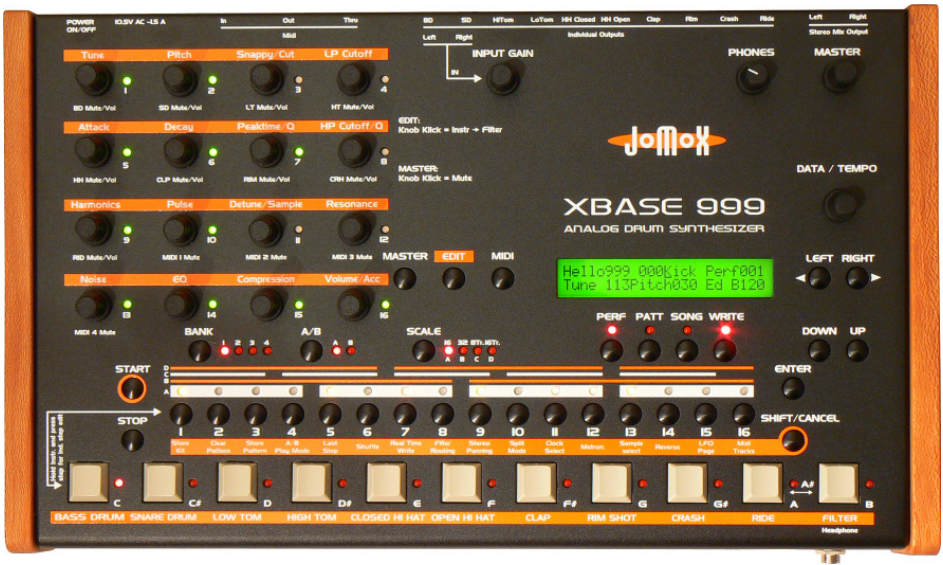 POWER ON/OFF
10.5V AC ~1.5 A
In Out Thru
Midi
BD SD HiTom LoTom HH Closed HH Open Clap Rim Crash Ride
Individual Outputs
Left Right
Stereo Mix Output
Left Right
IN
INPUT GAIN
PHONES
MASTER
Tune Pitch Snappy/Cut LP Cutoff
1 2 3 4
BD Mute/Vol SD Mute/Vol LT Mute/Vol HT Mute/Vol
Attack Decay Peaktime/Q HP Cutoff/Q
5 6 7 8
HH Mute/Vol CLP Mute/Vol RIM Mute/Vol CRH Mute/Vol
EDIT:
Knob Klick = Instr → Filter
MASTER:
Knob Klick = Mute
JoMoX
DATA / TEMPO
XBASE 999
ANALOG DRUM SYNTHESIZER
Harmonics Pulse Detune/Sample Resonance
9 10 11 12
RID Mute/Vol MIDI 1 Mute MIDI 2 Mute MIDI 3 Mute
MASTER EDIT MIDI
Hello999 000Kick Perf001
Tune 113Pitch030 Ed B120
LEFT RIGHT
Noise EQ Compression Volume/Acc
13 14 15 16
MIDI 4 Mute
PERF PATT SONG WRITE
DOWN UP
BANK 1 2 3 4
A/B A B
SCALE 16 32 8Tr. 16Tr.
A B C D
START
STOP
D
C
B
A
ENTER
SHIFT/CANCEL
Hold instr. and press
step for ind. step edit
1 2 3 4 5 6 7 8 9 10 11 12 13 14 15 16
Store Kit
Clear Pattern
Store Pattern
A/B Play Mode
Last Step
Shuffle
Real Time Write
Filter Routing
Stereo Panning
Split Mode
Clock Select
Metron.
Sample select
Reverse
LFO Page
Midi Tracks
C C# D D# E F F# G G# A A# B
BASS DRUM SNARE DRUM LOW TOM HIGH TOM CLOSED HI HAT OPEN HI HAT CLAP RIM SHOT CRASH RIDE FILTER
Headphone